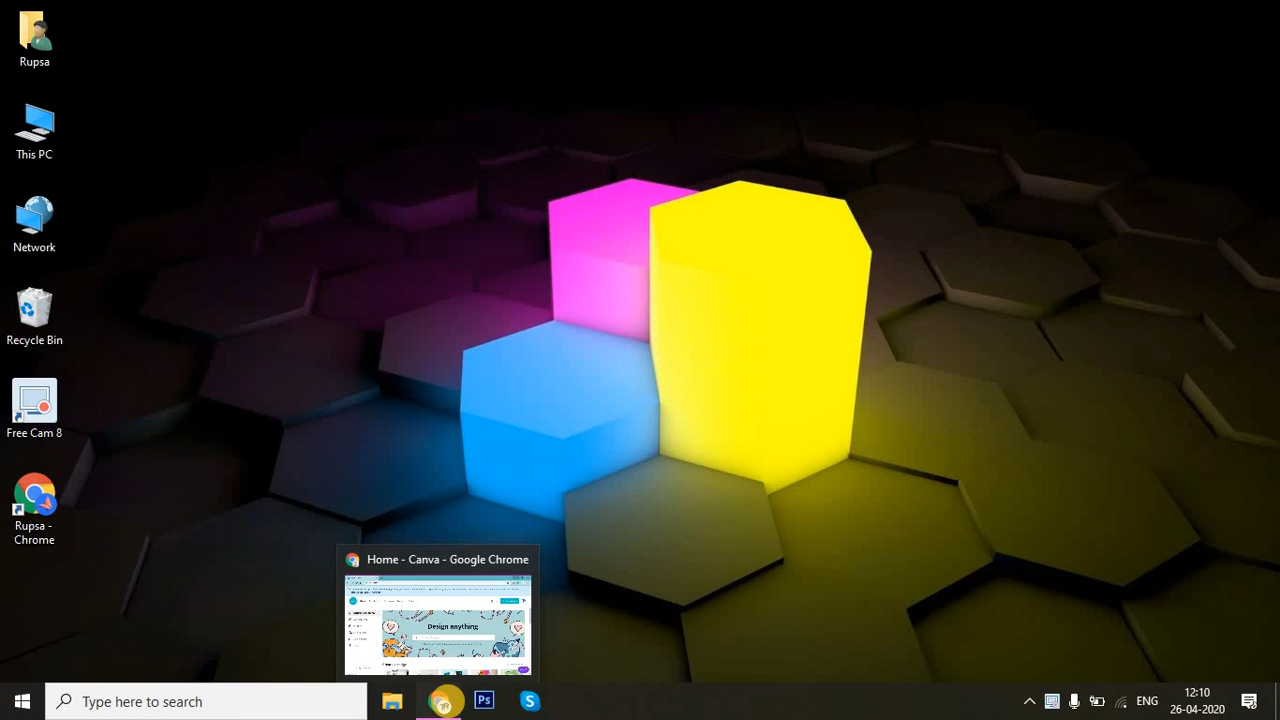 Rupsa
This PC
Network
Recycle Bin
Free Cam 8
Rupsa -
Chrome
Home - Canva - Google Chrome
Design anything
Type here to search
Ps
ENG
12:10
26-04-2020